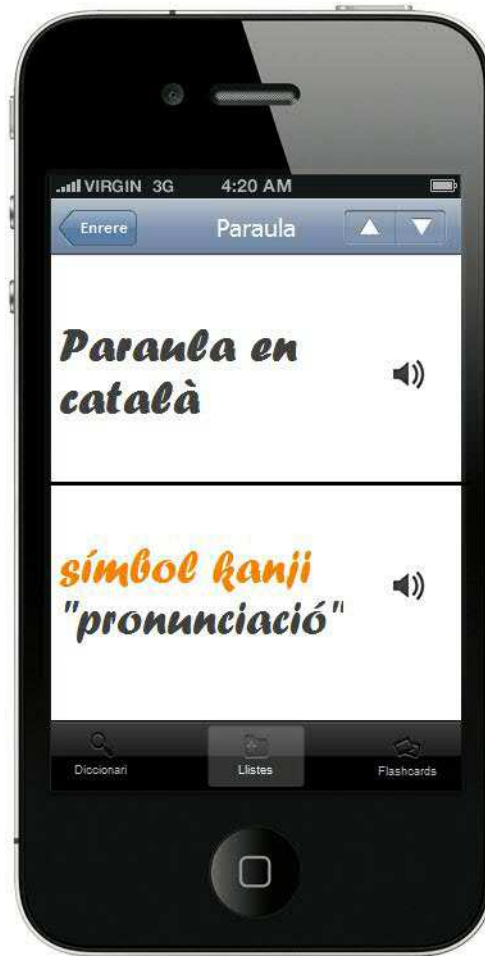 VIRGIN 3G 4:20 AM
Enrere Paraula
Paraula en
català
símbol kanji
"pronunciació"
Diccionari Llistes Flashcards